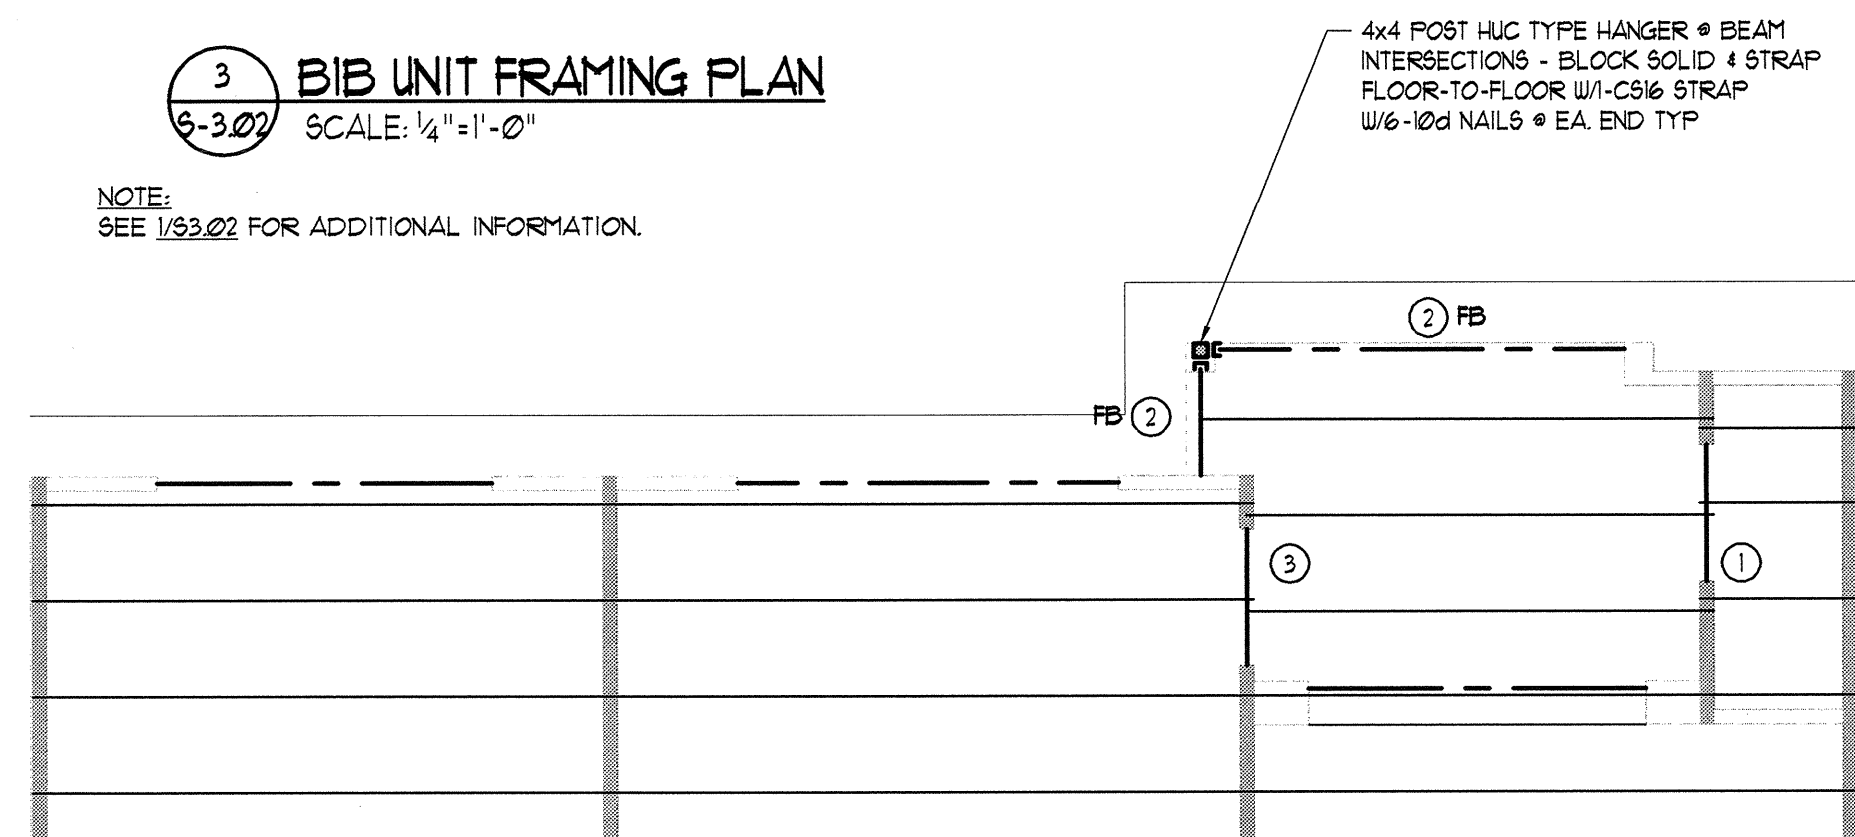 3
S-3.02
B1B UNIT FRAMING PLAN
SCALE: 1/4"=1'-0"
NOTE:
SEE 1/S3.02 FOR ADDITIONAL INFORMATION.
4x4 POST HUC TYPE HANGER @ BEAM
INTERSECTIONS - BLOCK SOLID & STRAP
FLOOR-TO-FLOOR W/1-CS16 STRAP
W/6-10d NAILS @ EA. END TYP
2 FB
FB 2
3
1